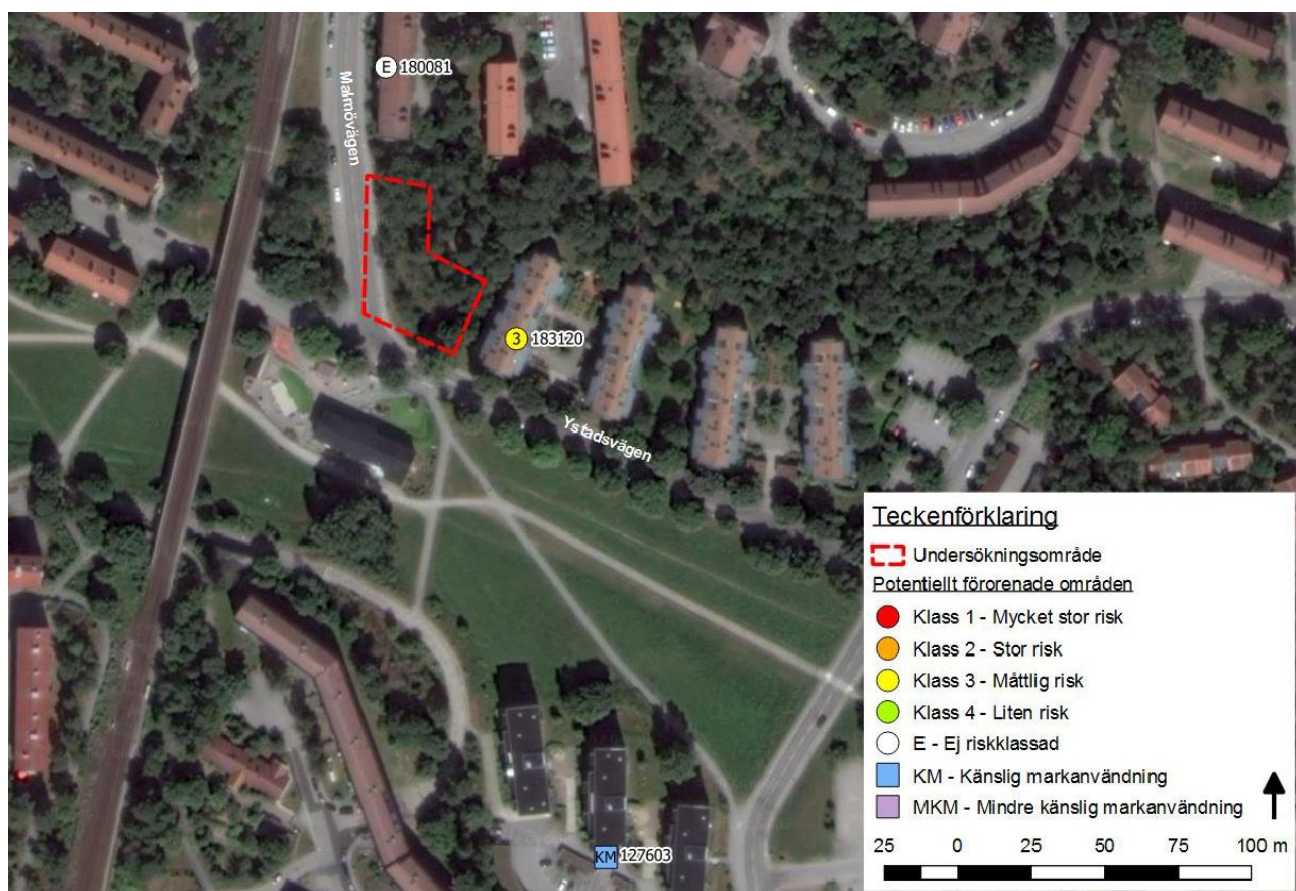 E 180081
Malmövägen
3 183120
Ystadsvägen
KM 127603
Teckenförklaring
Undersökningsområde
Potentiellt förorenade områden
Klass 1 - Mycket stor risk
Klass 2 - Stor risk
Klass 3 - Måttlig risk
Klass 4 - Liten risk
E - Ej riskklassad
KM - Känslig markanvändning
MKM - Mindre känslig markanvändning
25 0 25 50 75 100 m